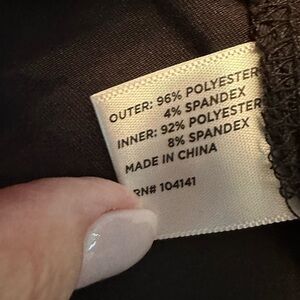 OUTER: 96% POLYESTER
4% SPANDEX
INNER: 92% POLYESTER
8% SPANDEX
MADE IN CHINA
RN# 104141